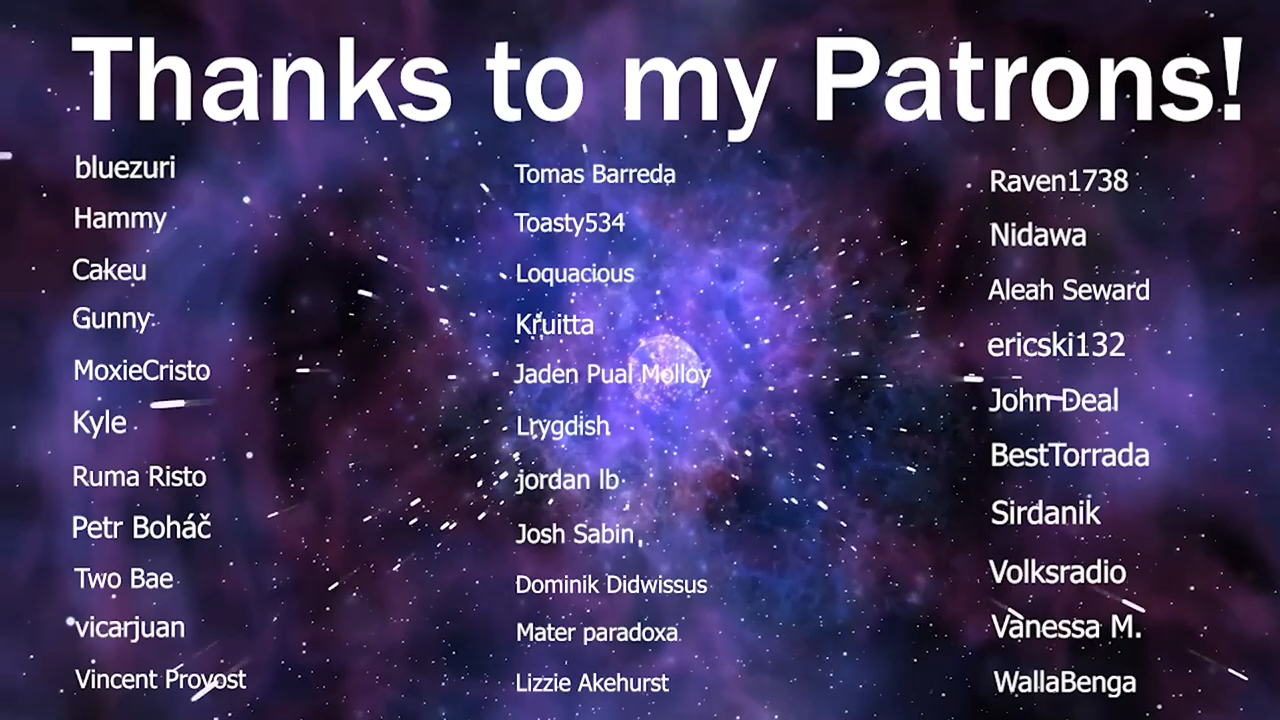 Thanks to my Patrons!
bluezuri
Hammy
Cakeu
Gunny
MoxieCristo
Kyle
Ruma Risto
Petr Boháč
Two Bae
vicarjuan
Vincent Provost
Tomas Barreda
Toasty534
Loquacious
Kruitta
Jaden Pual Molloy
Lrygdish
jordan lb
Josh Sabin
Dominik Didwissus
Mater paradoxa
Lizzie Akehurst
Raven1738
Nidawa
Aleah Seward
ericski132
John Deal
BestTorrada
Sirdanik
Volksradio
Vanessa M.
WallaBenga